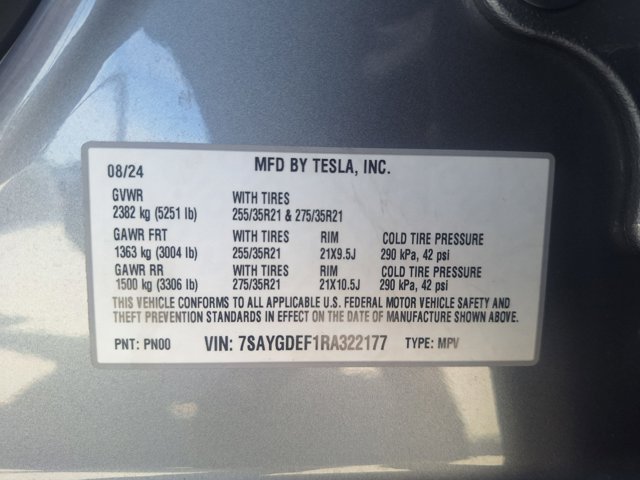 08/24 MFD BY TESLA, INC.
GVWR WITH TIRES
2382 kg (5251 lb) 255/35R21 & 275/35R21
GAWR FRT WITH TIRES RIM COLD TIRE PRESSURE
1363 kg (3004 lb) 255/35R21 21X9.5J 290 kPa, 42 psi
GAWR RR WITH TIRES RIM COLD TIRE PRESSURE
1500 kg (3306 lb) 275/35R21 21X10.5J 290 kPa, 42 psi
THIS VEHICLE CONFORMS TO ALL APPLICABLE U.S. FEDERAL MOTOR VEHICLE SAFETY AND
THEFT PREVENTION STANDARDS IN EFFECT ON THE DATE OF MANUFACTURE SHOWN ABOVE.
PNT: PN00 VIN: 7SAYGDEF1RA322177 TYPE: MPV